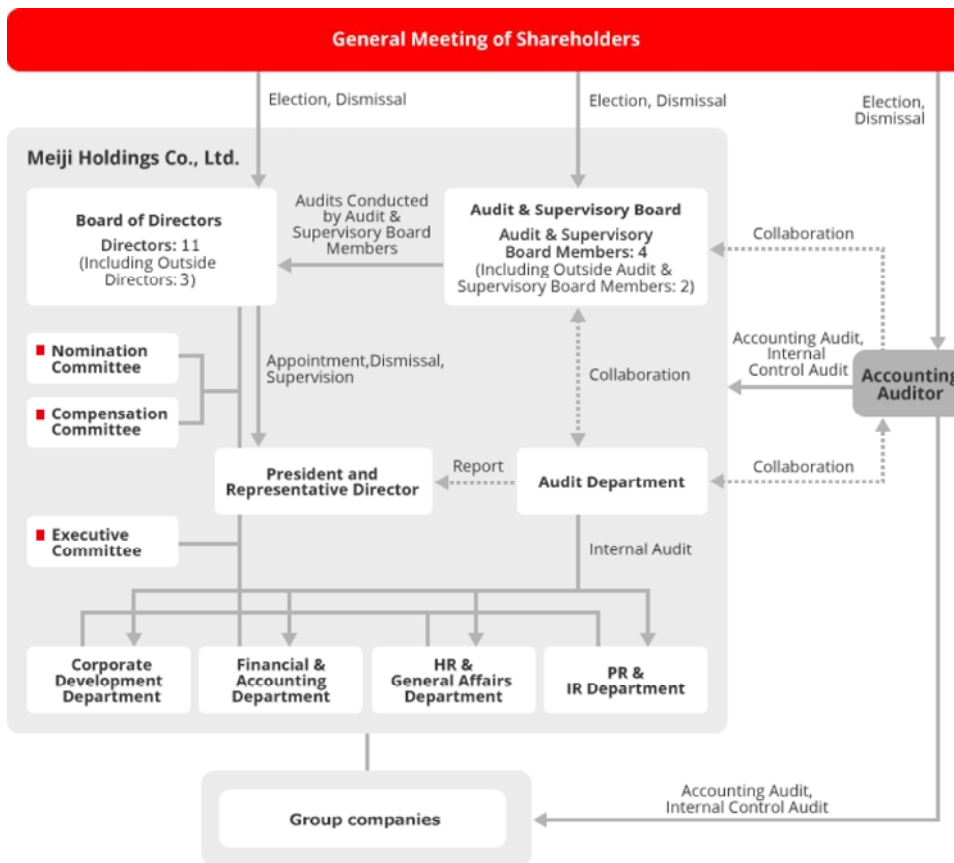 General Meeting of Shareholders
Election, Dismissal
Election, Dismissal
Election,
Dismissal
Meiji Holdings Co., Ltd.
Board of Directors
Directors: 11
(Including Outside
Directors: 3)
Audits Conducted
by Audit &
Supervisory Board
Members
Audit & Supervisory Board
Audit & Supervisory
Board Members: 4
(Including Outside Audit &
Supervisory Board Members: 2)
Collaboration
Nomination
Committee
Compensation
Committee
Appointment,Dismissal,
Supervision
Collaboration
Accounting Audit,
Internal
Control Audit
Accounting
Auditor
President and
Representative Director
Report
Audit Department
Collaboration
Executive
Committee
Internal Audit
Corporate
Development
Department
Financial &
Accounting
Department
HR &
General Affairs
Department
PR &
IR Department
Group companies
Accounting Audit,
Internal Control Audit